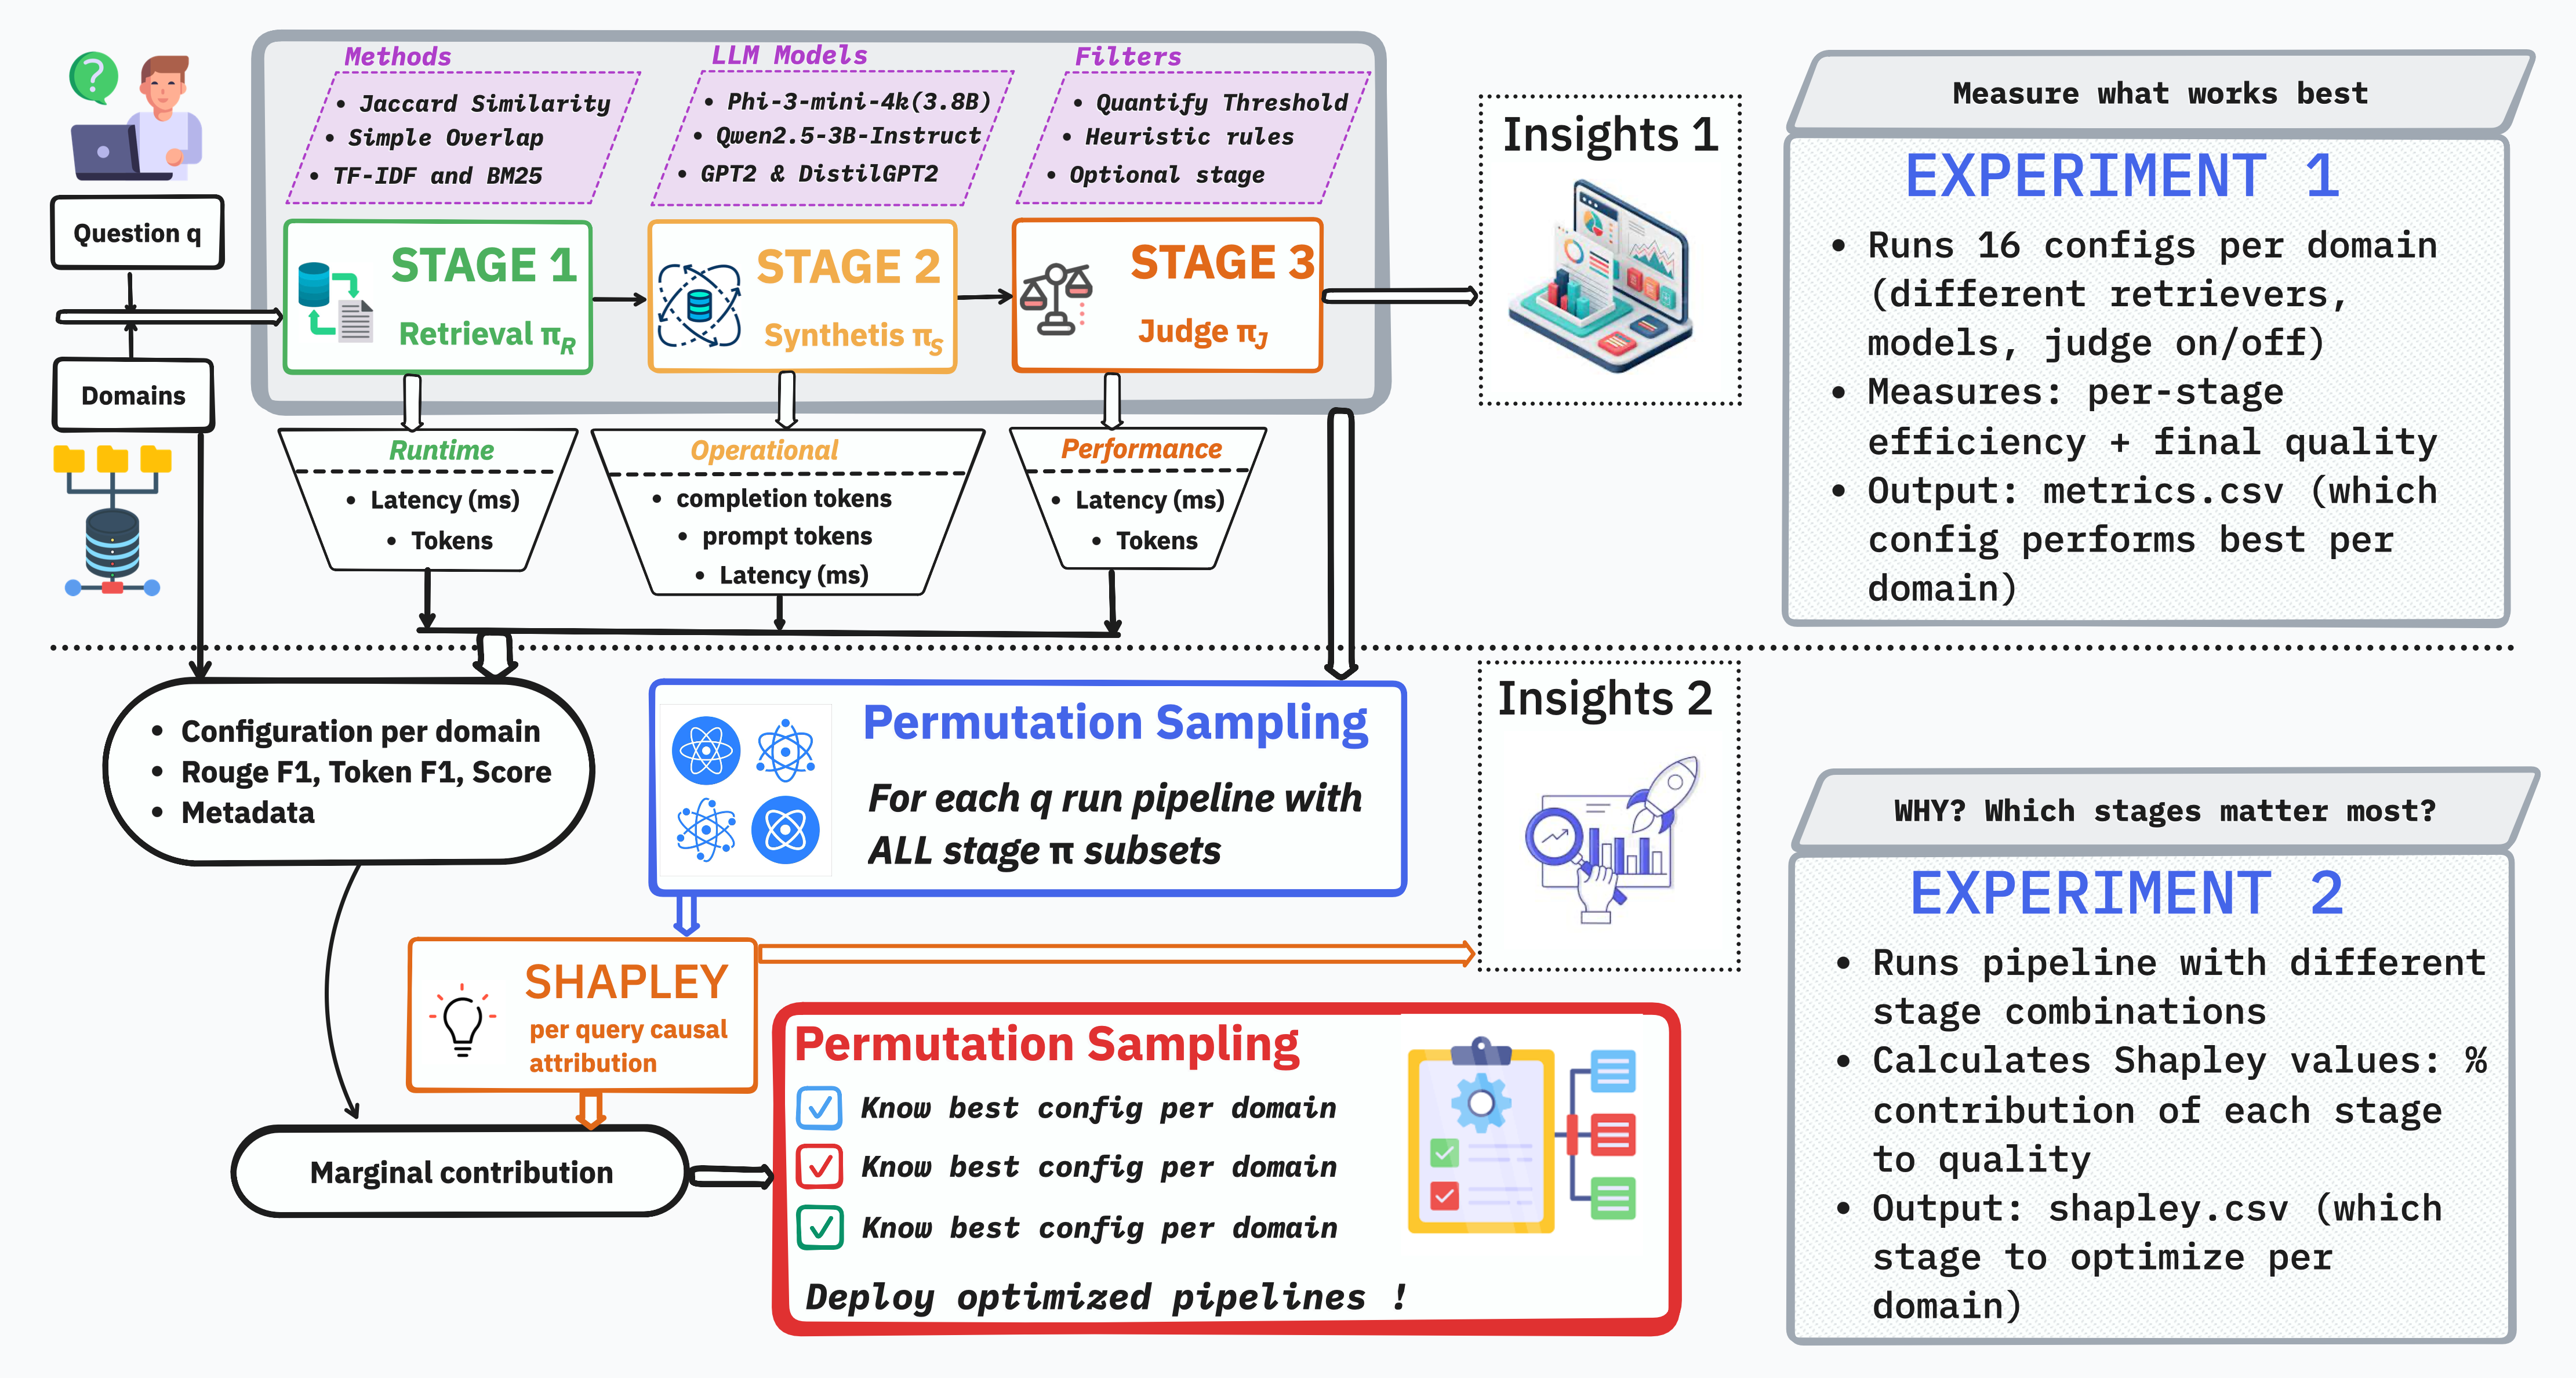 Methods
• Jaccard Similarity
• Simple Overlap
• TF-IDF and BM25
LLM Models
• Phi-3-mini-4k(3.8B)
• Qwen2.5-3B-Instruct
• GPT2 & DistilGPT2
Filters
• Quantify Threshold
• Heuristic rules
• Optional stage
?
Question q
Domains
STAGE 1
Retrieval πR
STAGE 2
Synthetis πS
STAGE 3
Judge πJ
Runtime
• Latency (ms)
• Tokens
Operational
• completion tokens
• prompt tokens
• Latency (ms)
Performance
• Latency (ms)
• Tokens
Insights 1
Measure what works best
EXPERIMENT 1
• Runs 16 configs per domain
(different retrievers,
models, judge on/off)
• Measures: per-stage
efficiency + final quality
• Output: metrics.csv (which
config performs best per
domain)
• Configuration per domain
• Rouge F1, Token F1, Score
• Metadata
Permutation Sampling
For each q run pipeline with
ALL stage π subsets
Insights 2
SHAPLEY
per query causal
attribution
Marginal contribution
Permutation Sampling
Know best config per domain
Know best config per domain
Know best config per domain
Deploy optimized pipelines !
WHY? Which stages matter most?
EXPERIMENT 2
• Runs pipeline with different
stage combinations
• Calculates Shapley values: %
contribution of each stage
to quality
• Output: shapley.csv (which
stage to optimize per
domain)